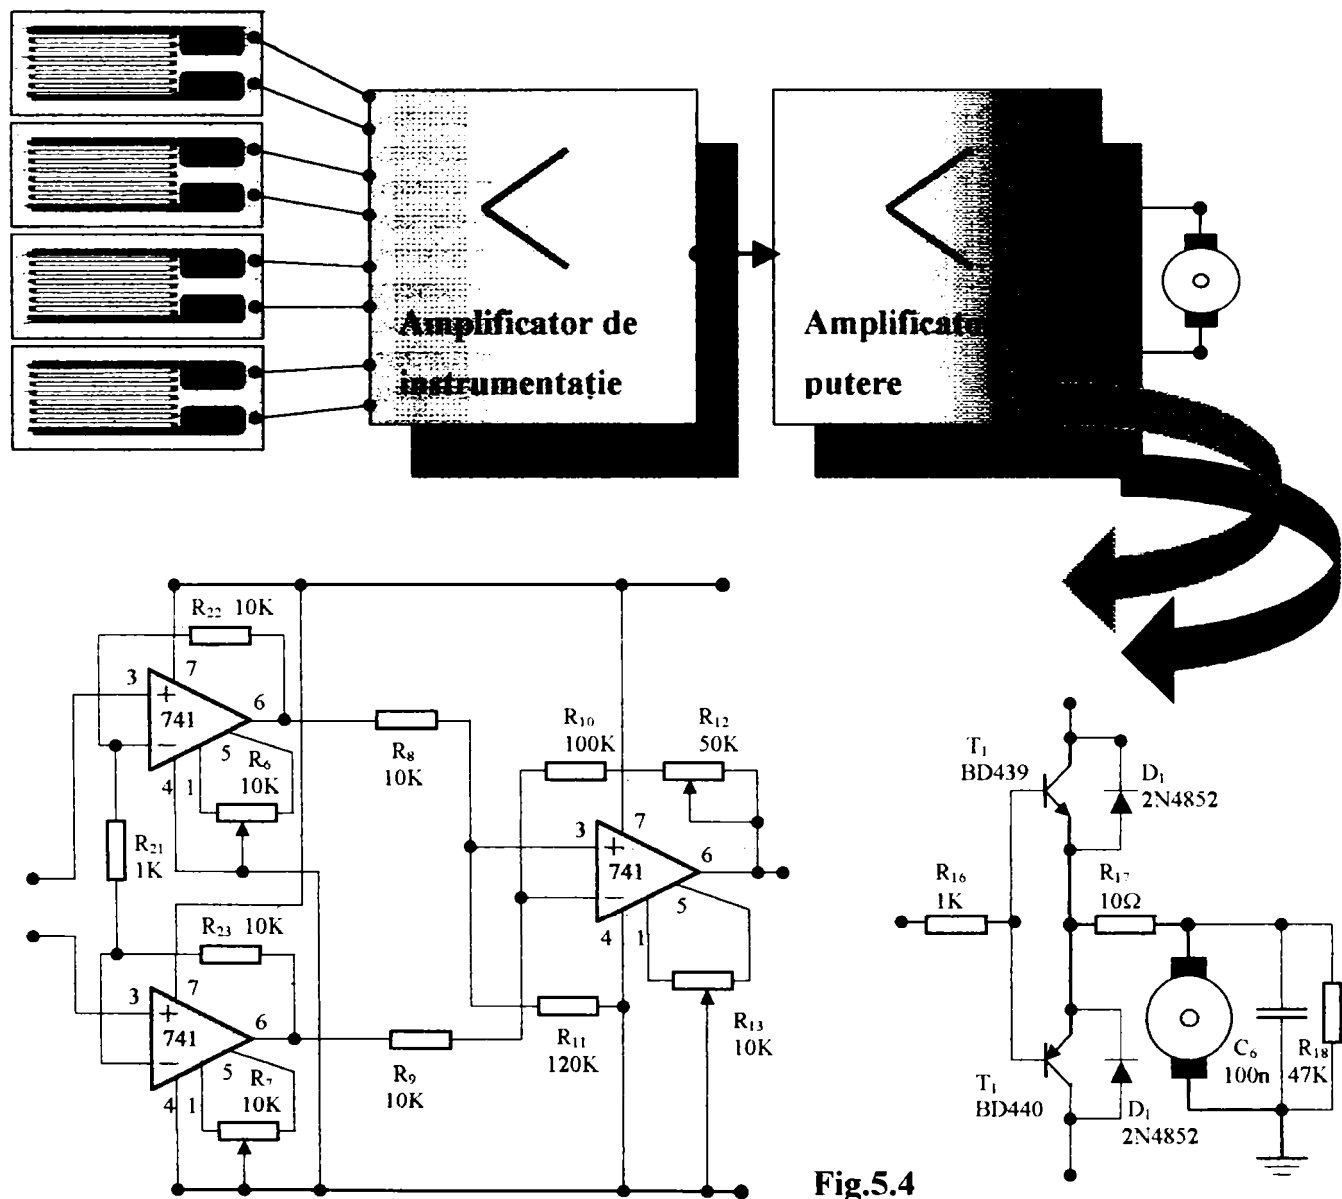 Amplificator de
instrumentație
putere
R₂₂ 10K
3
7
6
+
741
−
5
4
1
R₆
10K
R₂₁
1K
R₈
10K
R₁₀
100K
R₁₂
50K
3
7
6
+
741
−
5
4
1
R₂₃ 10K
3
7
6
+
741
−
5
4
1
R₇
10K
R₉
10K
R₁₁
120K
R₁₃
10K
T₁
BD439
D₁
2N4852
R₁₆
1K
R₁₇
10Ω
T₁
BD440
D₁
2N4852
C₆
100n
R₁₈
47K
Fig.5.4